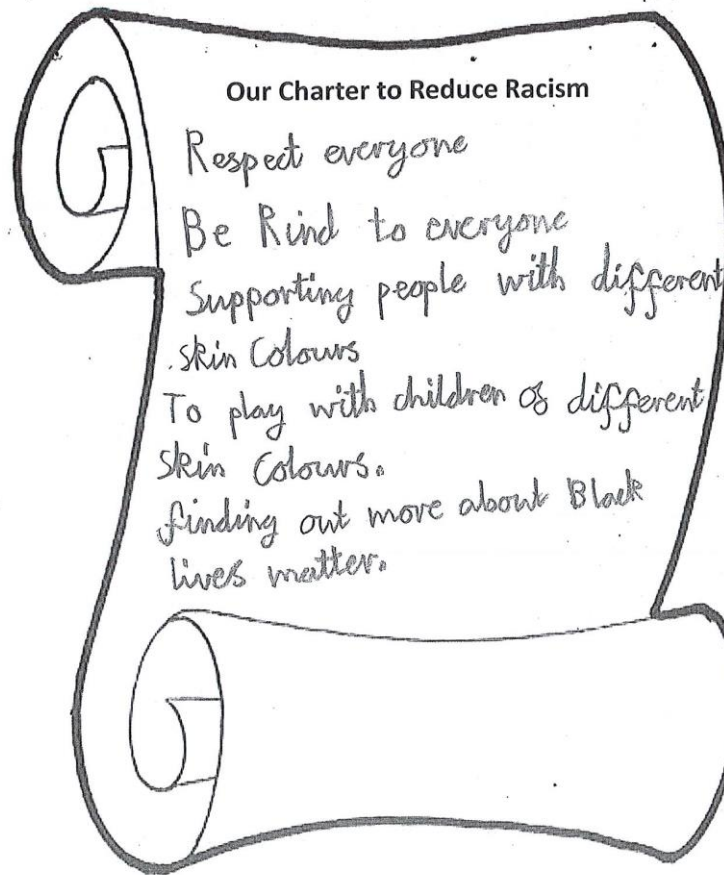 Our Charter to Reduce Racism
Respect everyone
Be Kind to everyone
Supporting people with different
skin Colours
To play with children of different
skin Colours.
finding out more about Black
lives matter.